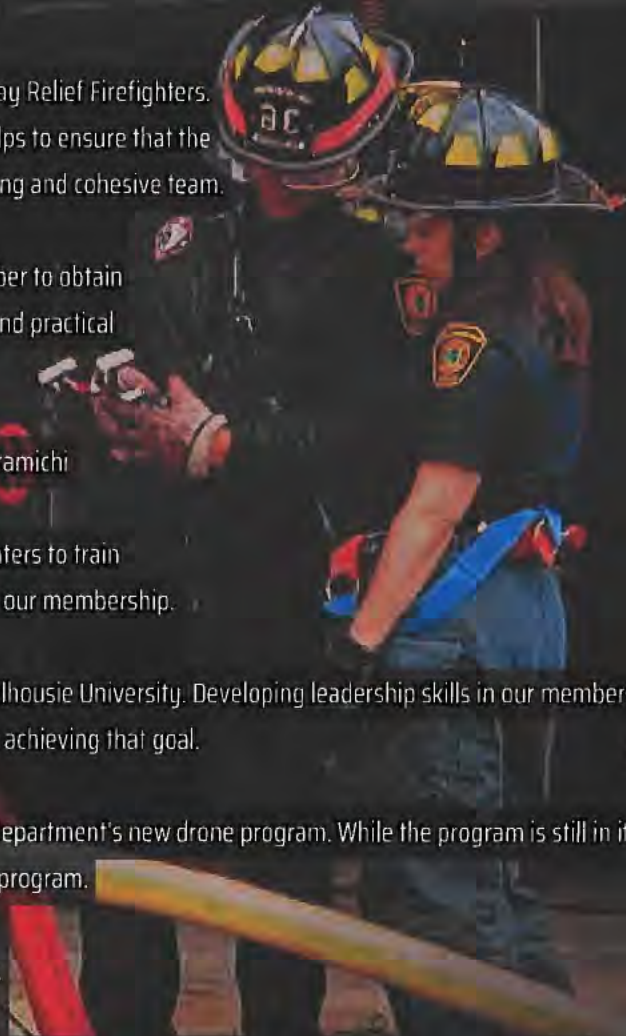 ay Relief Firefighters.
lps to ensure that the
ng and cohesive team.
ber to obtain
nd practical
ramichi
ters to train
our membership.
lhousie University. Developing leadership skills in our member
achieving that goal.
epartment's new drone program. While the program is still in it
program.